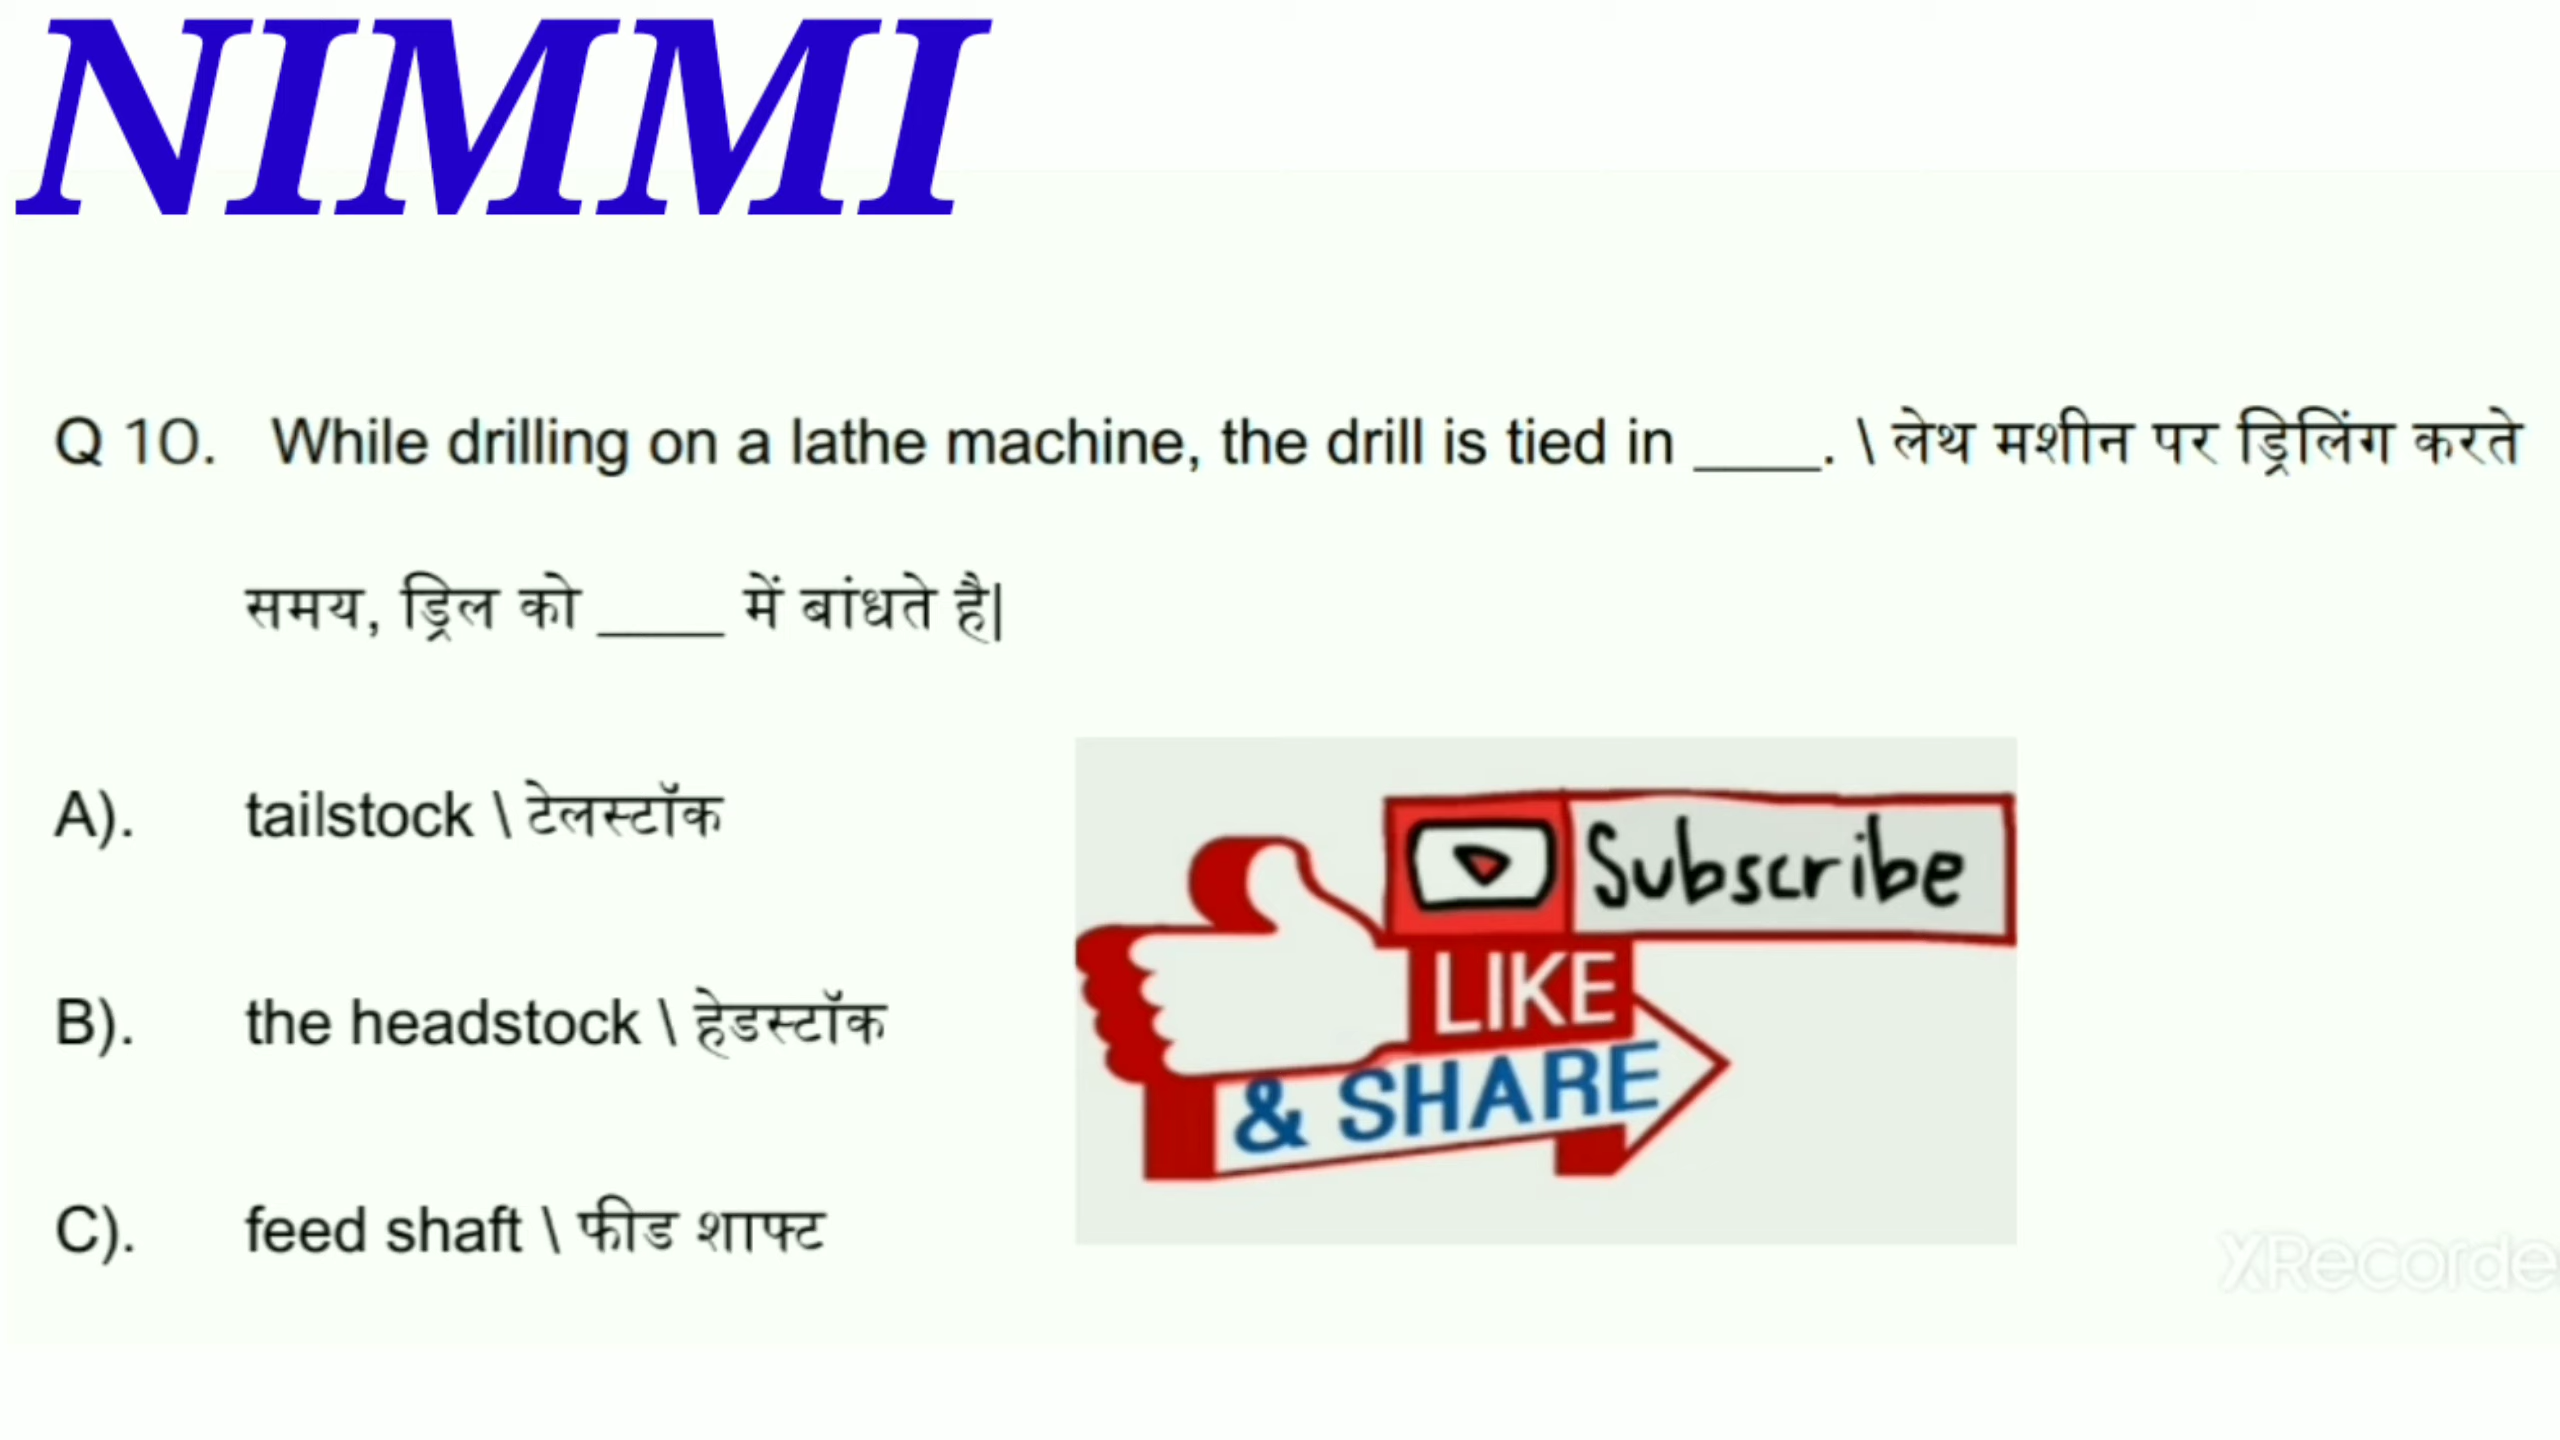 NIMMI
Q 10. While drilling on a lathe machine, the drill is tied in ____. \ लेथ मशीन पर ड्रिलिंग करते
समय, ड्रिल को ____ में बांधते है|
A). tailstock \ टेलस्टॉक
B). the headstock \ हेडस्टॉक
C). feed shaft \ फीड शाफ्ट
Subscribe
LIKE
& SHARE
XRecorde